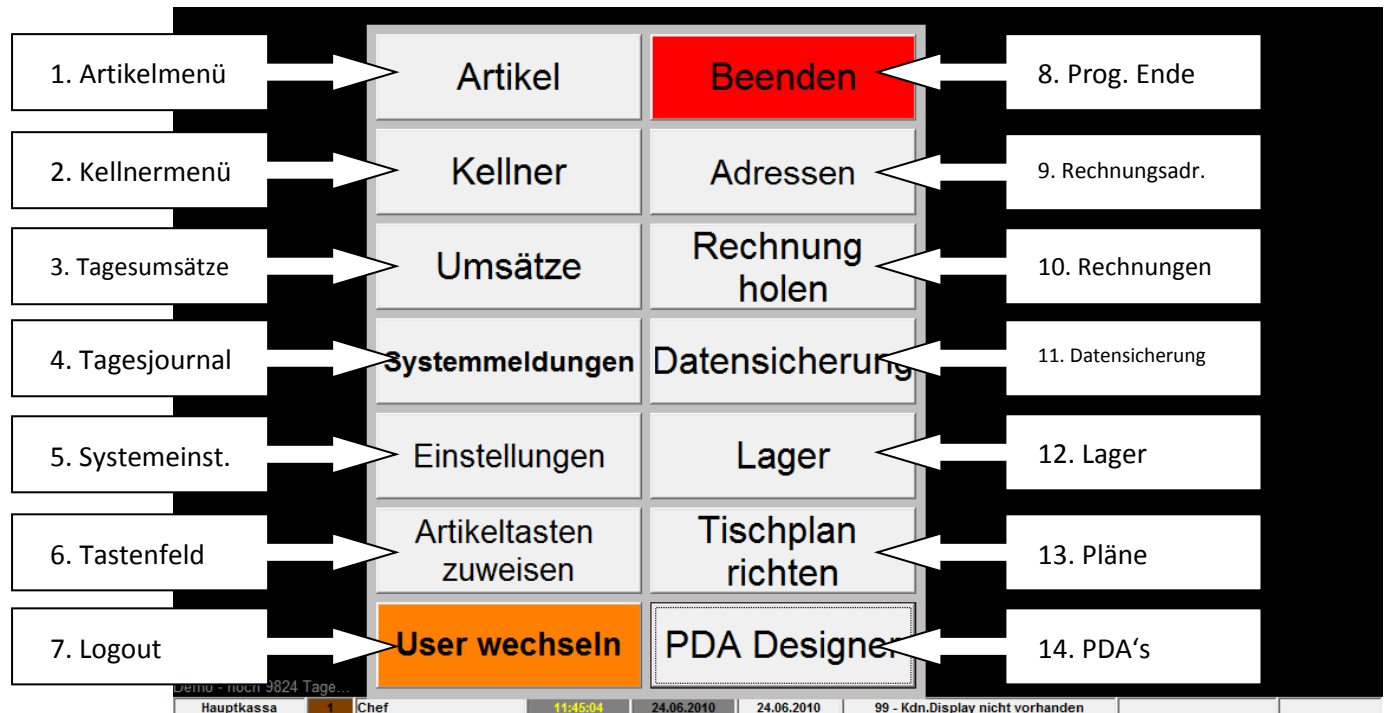 1. Artikelmenü
Artikel
Beenden
8. Prog. Ende
2. Kellnermenü
Kellner
Adressen
9. Rechnungsadr.
3. Tagesumsätze
Umsätze
Rechnung
holen
10. Rechnungen
4. Tagesjournal
Systemmeldungen
Datensicherung
11. Datensicherung
5. Systemeinst.
Einstellungen
Lager
12. Lager
6. Tastenfeld
Artikeltasten
zuweisen
Tischplan
richten
13. Pläne
7. Logout
User wechseln
PDA Designer
14. PDA‘s
Demo - noch 9824 Tage...
Hauptkassa 1 Chef 11:45:04 24.06.2010 24.06.2010 99 - Kdn.Display nicht vorhanden